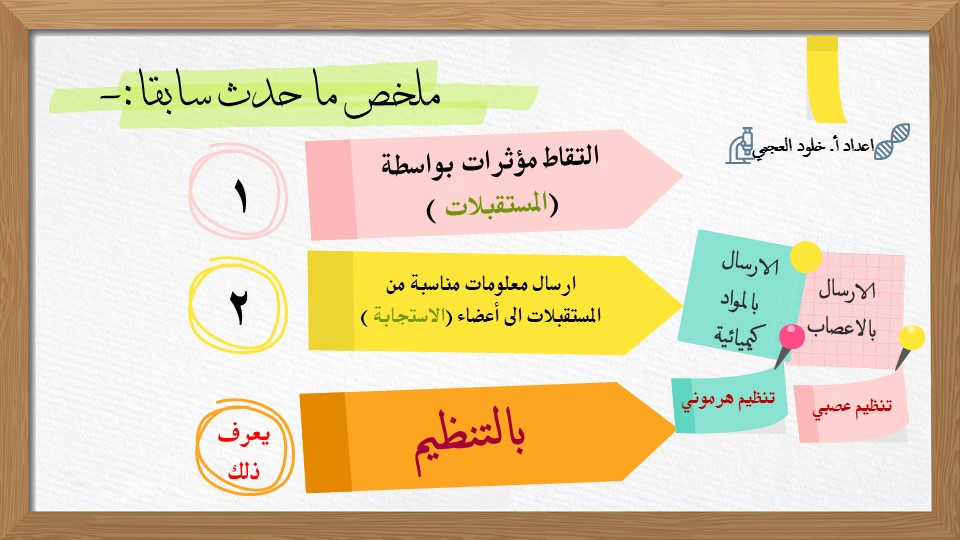 ملخص ما حدث سابقا :-
اعداد أ. خلود العجمي
١
التقاط مؤثرات بواسطة
(المستقبلات )
٢
ارسال معلومات مناسبة من
المستقبلات الى أعضاء (الاستجابة )
الارسال
بالاعصاب
الارسال
بالمواد
كيميائية
تنظيم عصبي
تنظيم هرموني
يعرف
ذلك
بالتنظيم